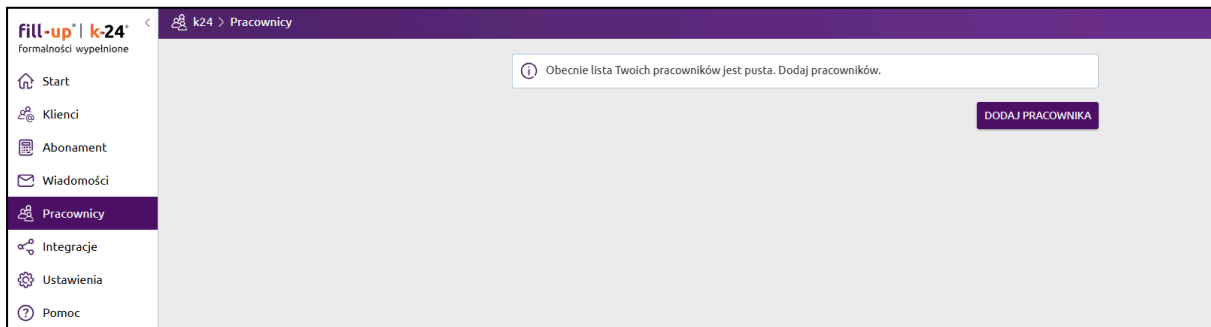 fill-up® | k-24®
formalności wypełnione
k24 > Pracownicy
Start
Klienci
Abonament
Wiadomości
Pracownicy
Integracje
Ustawienia
Pomoc
Obecnie lista Twoich pracowników jest pusta. Dodaj pracowników.
DODAJ PRACOWNIKA